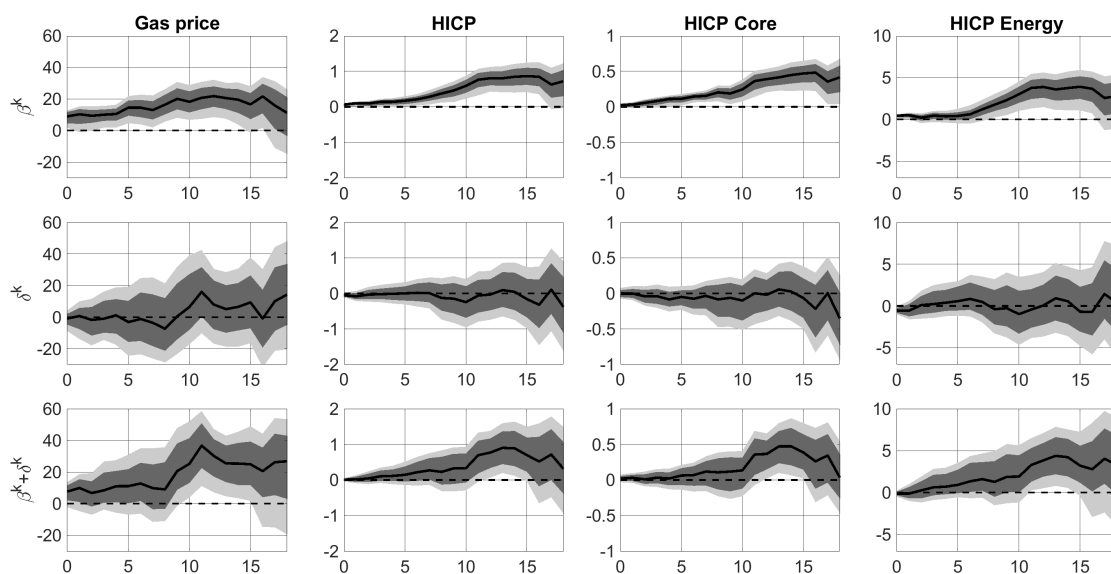 Gas price HICP HICP Core HICP Energy
βᵏ 60 40 20 0 -20 2 1 0 -1 -2 1 0.5 0 -0.5 -1 10 5 0 -5
0 5 10 15 0 5 10 15 0 5 10 15 0 5 10 15
δᵏ 60 40 20 0 -20 2 1 0 -1 -2 1 0.5 0 -0.5 -1 10 5 0 -5
0 5 10 15 0 5 10 15 0 5 10 15 0 5 10 15
βᵏ+δᵏ 60 40 20 0 -20 2 1 0 -1 -2 1 0.5 0 -0.5 -1 10 5 0 -5
0 5 10 15 0 5 10 15 0 5 10 15 0 5 10 15